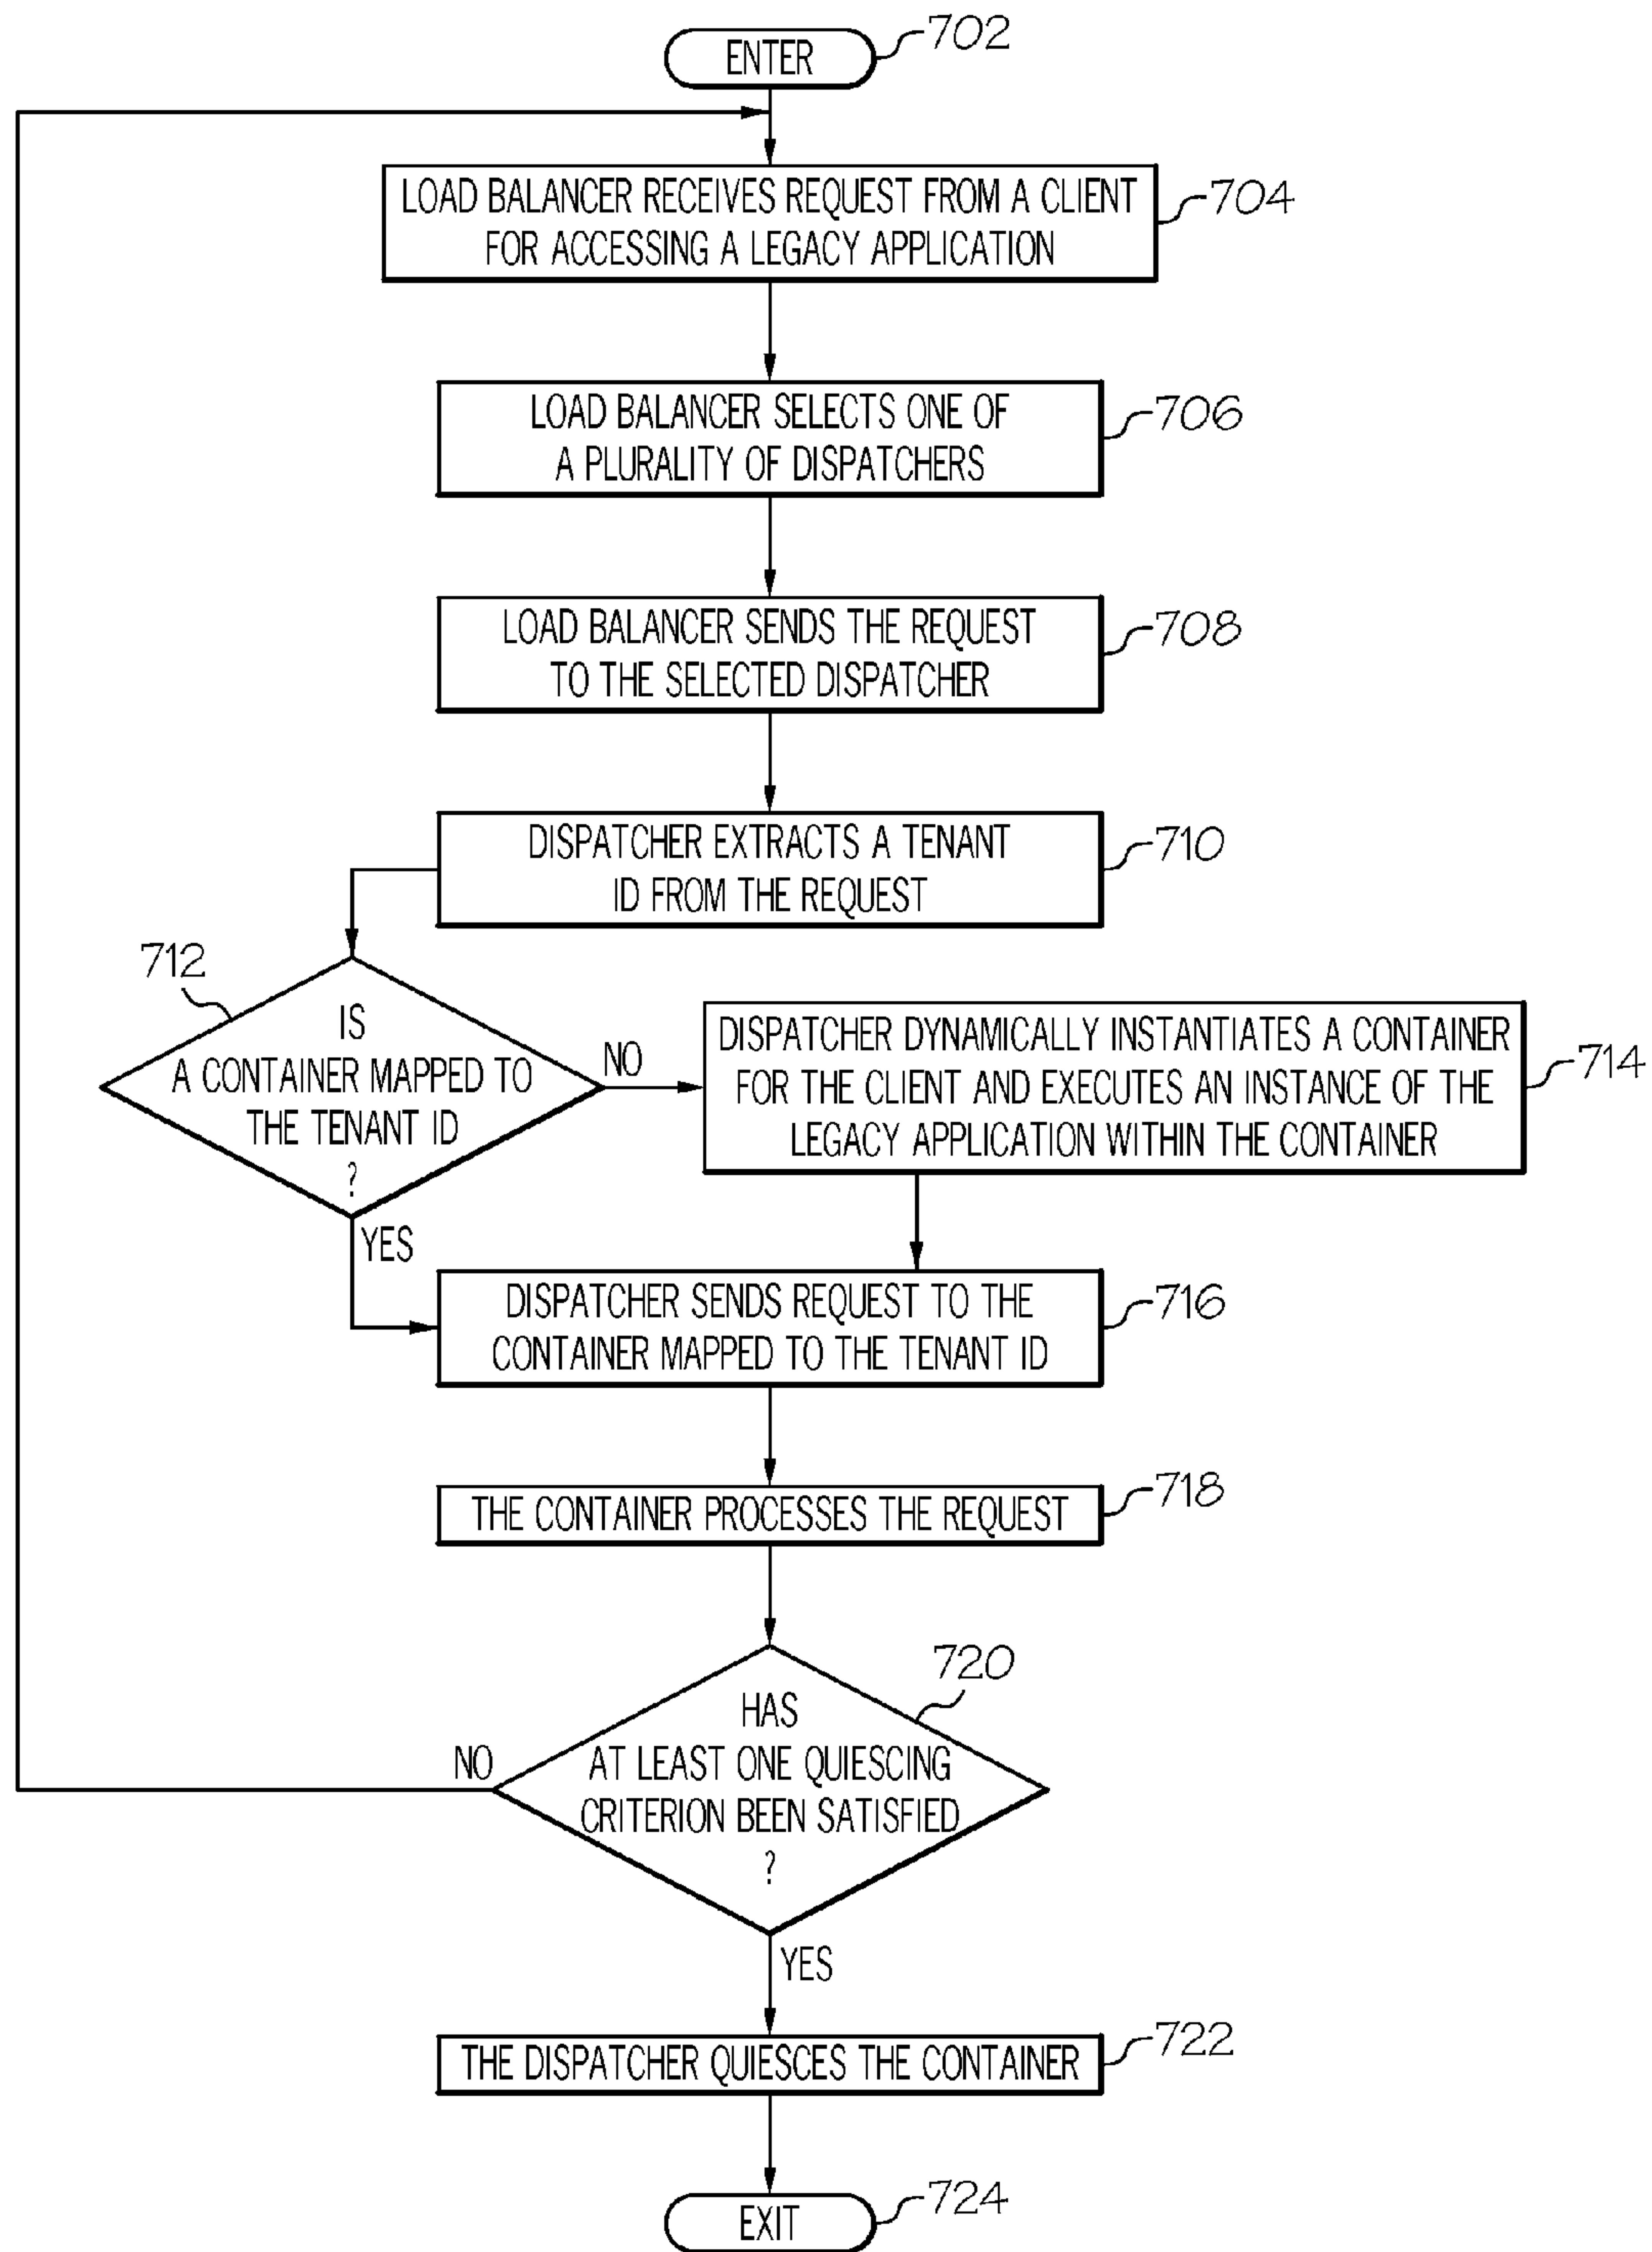 ENTER
702
LOAD BALANCER RECEIVES REQUEST FROM A CLIENT
FOR ACCESSING A LEGACY APPLICATION
704
LOAD BALANCER SELECTS ONE OF
A PLURALITY OF DISPATCHERS
706
LOAD BALANCER SENDS THE REQUEST
TO THE SELECTED DISPATCHER
708
DISPATCHER EXTRACTS A TENANT
ID FROM THE REQUEST
710
712
IS
A CONTAINER MAPPED TO
THE TENANT ID
?
NO
YES
DISPATCHER DYNAMICALLY INSTANTIATES A CONTAINER
FOR THE CLIENT AND EXECUTES AN INSTANCE OF THE
LEGACY APPLICATION WITHIN THE CONTAINER
714
DISPATCHER SENDS REQUEST TO THE
CONTAINER MAPPED TO THE TENANT ID
716
THE CONTAINER PROCESSES THE REQUEST
718
720
HAS
AT LEAST ONE QUIESCING
CRITERION BEEN SATISFIED
?
NO
YES
THE DISPATCHER QUIESCES THE CONTAINER
722
EXIT
724